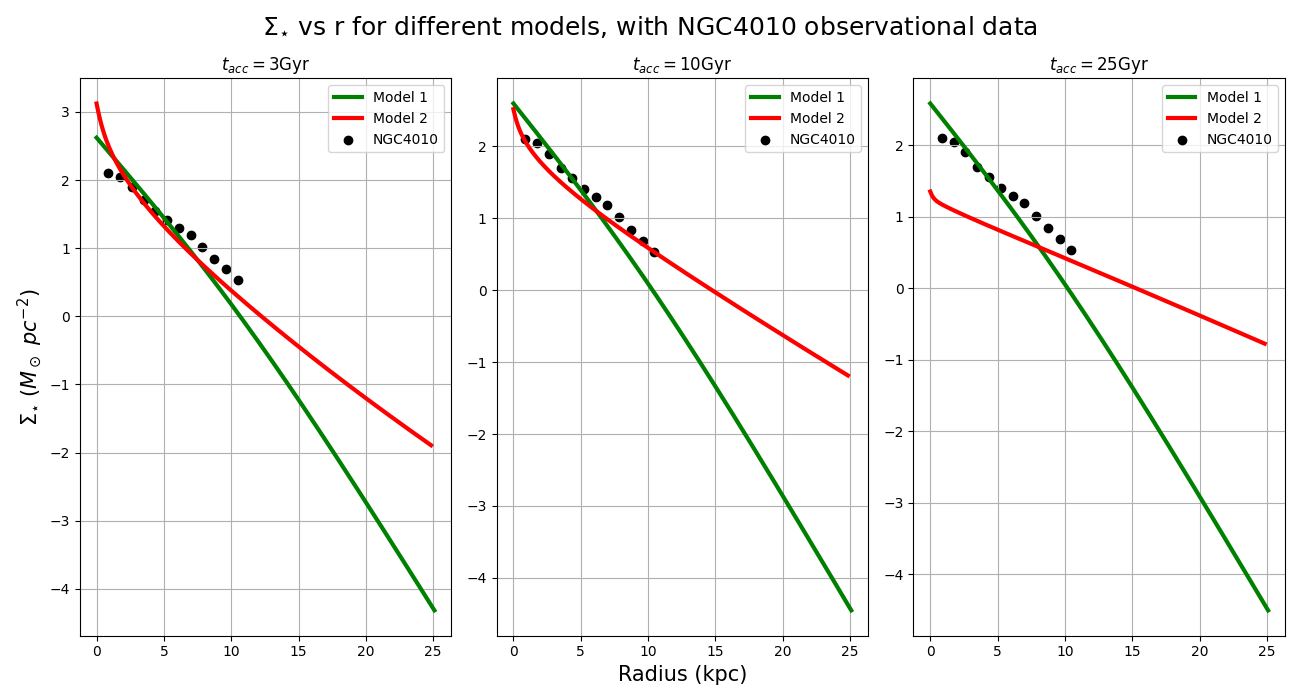 Σ⋆ vs r for different models, with NGC4010 observational data
t_acc = 3Gyr
Model 1
Model 2
NGC4010
3
2
1
0
−1
−2
−3
−4
0 5 10 15 20 25
Σ⋆ (M⊙ pc⁻²)
t_acc = 10Gyr
Model 1
Model 2
NGC4010
2
1
0
−1
−2
−3
−4
0 5 10 15 20 25
Radius (kpc)
t_acc = 25Gyr
Model 1
Model 2
NGC4010
2
1
0
−1
−2
−3
−4
0 5 10 15 20 25